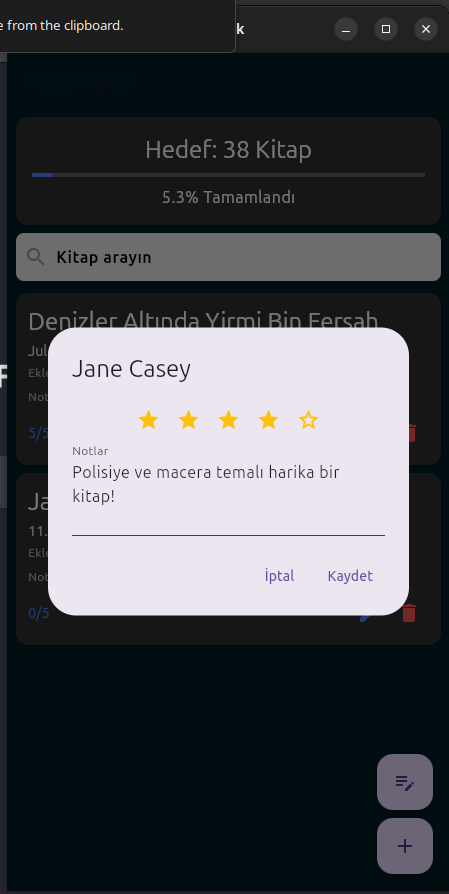 e from the clipboard.
k
Hedef: 38 Kitap
5.3% Tamamlandı
Kitap arayın
Denizler Altında Yirmi Bin Fersah
Jul
Ekle
Not
5/5
Jane Casey
Notlar
Polisiye ve macera temalı harika bir
kitap!
İptal
Kaydet
Ja
11.
Ekle
Not
0/5